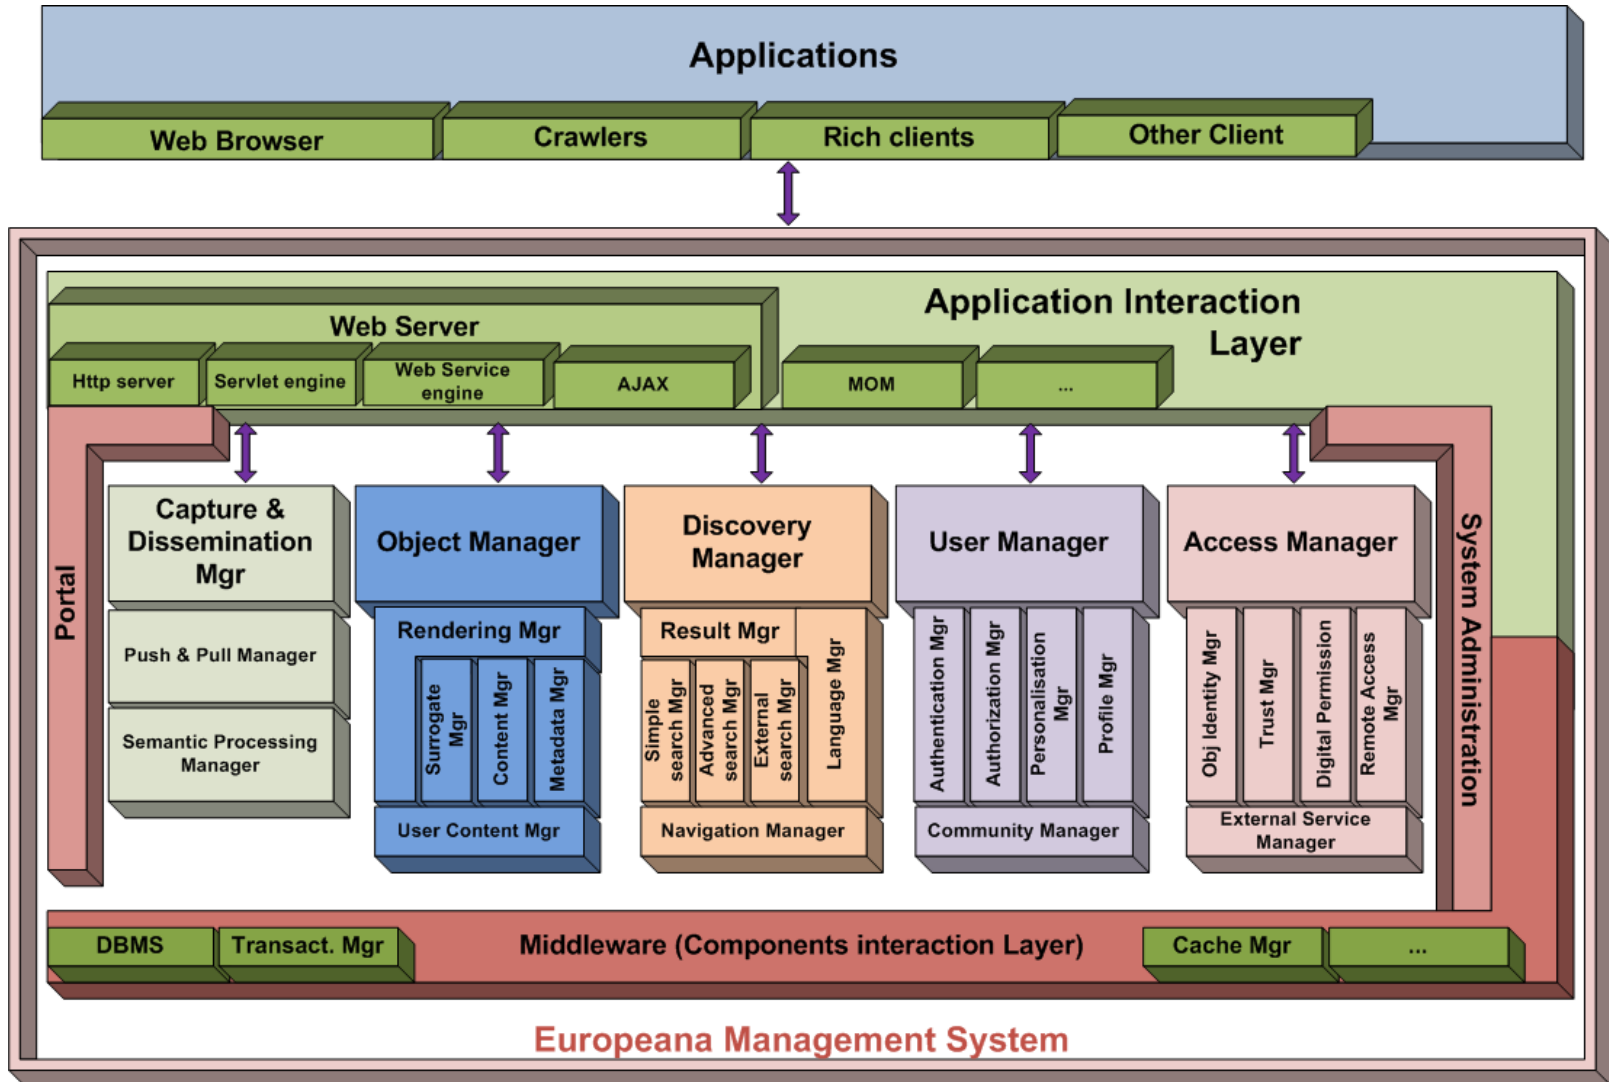 Applications
Web Browser
Crawlers
Rich clients
Other Client
Application Interaction
Layer
Web Server
Http server
Servlet engine
Web Service
engine
AJAX
MOM
...
Portal
System Administration
Capture &
Dissemination
Mgr
Push & Pull Manager
Semantic Processing
Manager
Object Manager
Rendering Mgr
Surrogate
Mgr
Content Mgr
Metadata Mgr
User Content Mgr
Discovery
Manager
Result Mgr
Simple
search Mgr
Advanced
search Mgr
External
search Mgr
Language Mgr
Navigation Manager
User Manager
Authentication Mgr
Authorization Mgr
Personalisation
Mgr
Profile Mgr
Community Manager
Access Manager
Obj Identity Mgr
Trust Mgr
Digital Permission
Remote Access
Mgr
External Service
Manager
DBMS
Transact. Mgr
Middleware (Components interaction Layer)
Cache Mgr
...
Europeana Management System